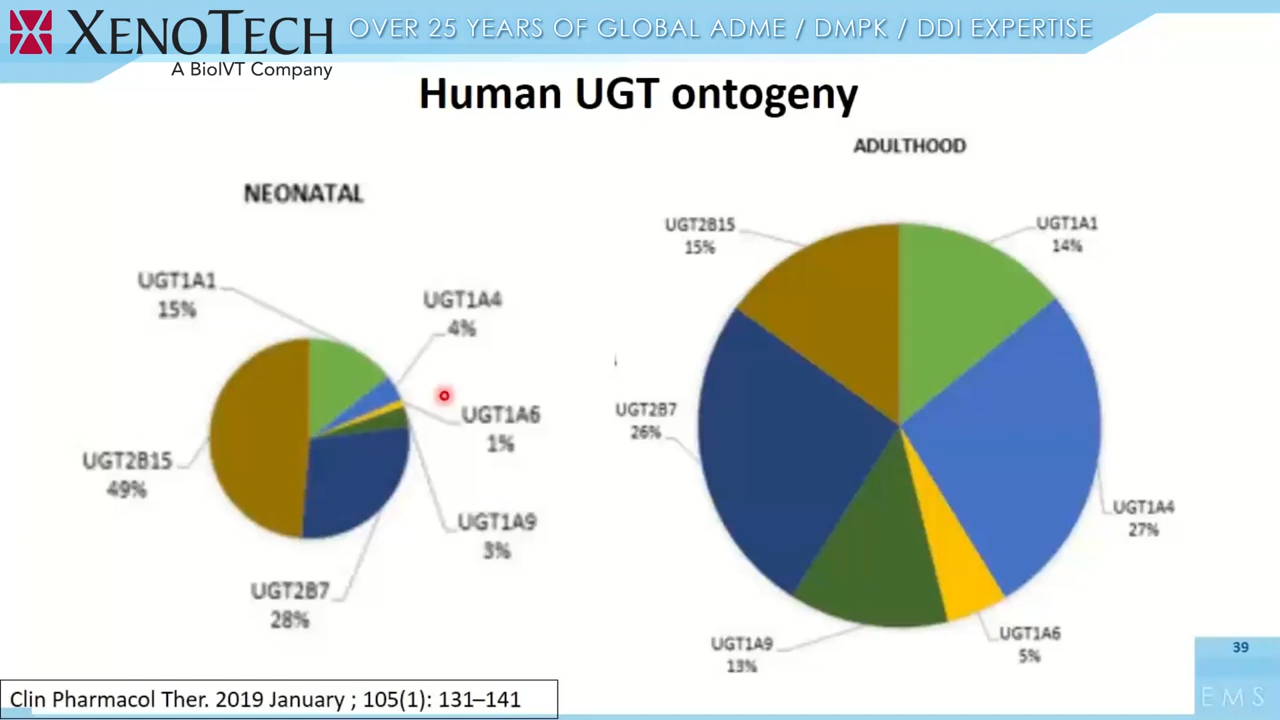 XENOTECH
A BioIVT Company
OVER 25 YEARS OF GLOBAL ADME / DMPK / DDI EXPERTISE
Human UGT ontogeny
NEONATAL
UGT1A1
15%
UGT1A4
4%
UGT1A6
1%
UGT1A9
3%
UGT2B7
28%
UGT2B15
49%
ADULTHOOD
UGT2B15
15%
UGT1A1
14%
UGT2B7
26%
UGT1A4
27%
UGT1A9
13%
UGT1A6
5%
39
EMS
Clin Pharmacol Ther. 2019 January ; 105(1): 131–141